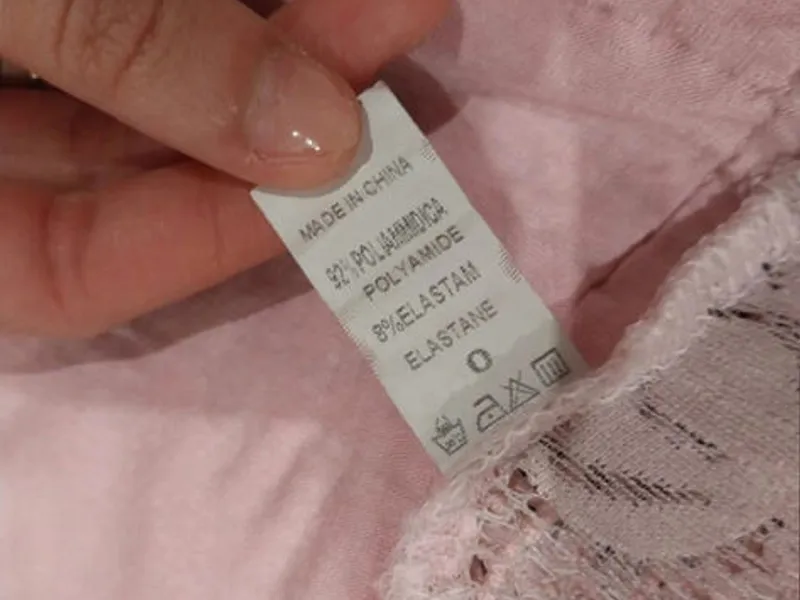 MADE IN CHINA
92%POLIAMMIDICA
POLYAMIDE
8%ELASTAM
ELASTANE
0